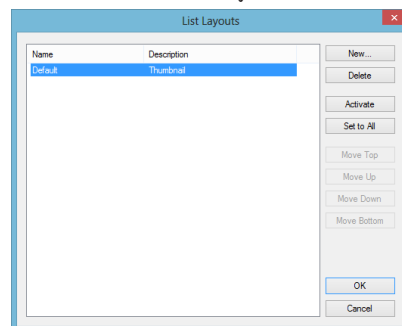 List Layouts
Name Description
Default Thumbnail
New...
Delete
Activate
Set to All
Move Top
Move Up
Move Down
Move Bottom
OK
Cancel